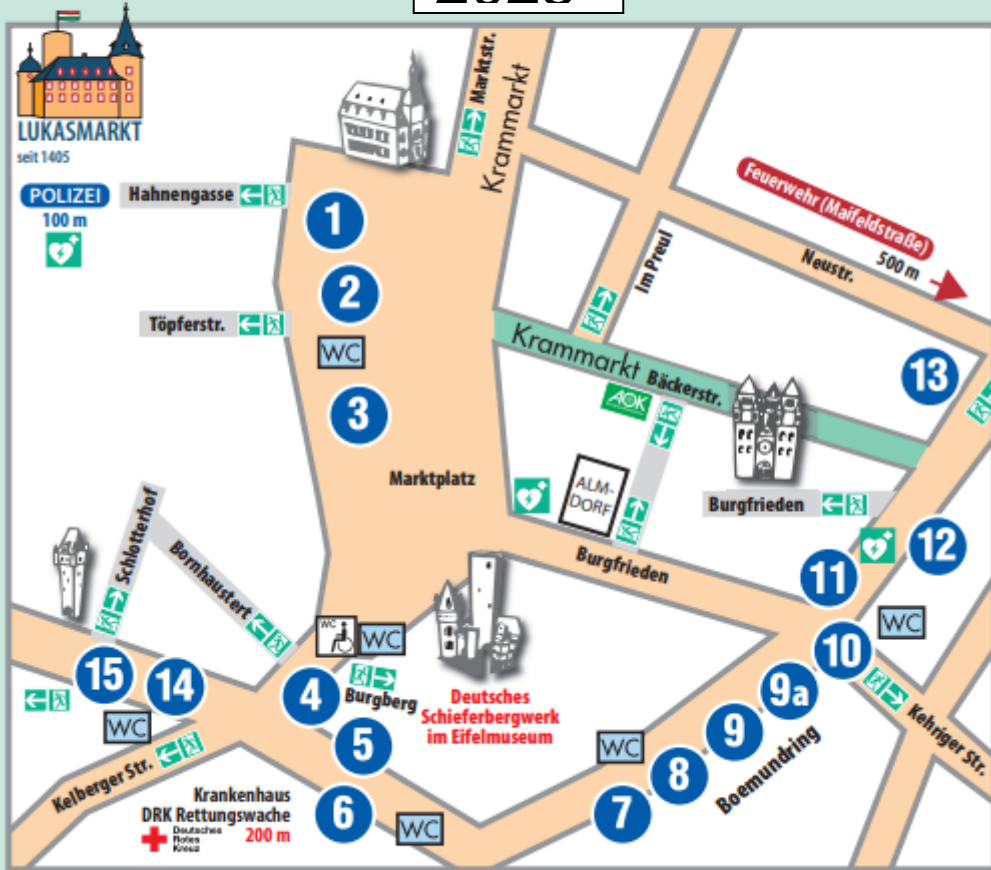 LUKASMARKT
seit 1405
POLIZEI
100 m
Hahnengasse
Töpferstr.
Marktstr.
Krammarkt
Feuerwehr (Maifeldstraße)
500 m
Neustr.
Im Preul
Krammarkt
Bäckerstr.
AOK
ALM-
DORF
Burgfrieden
Burgfrieden
Marktplatz
1
2
WC
3
13
12
11
WC
10
9a
9
8
7
WC
Boemundring
Kehriger Str.
Schlotterhof
Bornhaustert
WC
WC
4
Burgberg
5
6
WC
Deutsches
Schieferbergwerk
im Eifelmuseum
15
14
WC
Kelberger Str.
Krankenhaus
DRK Rettungswache
200 m
Deutsches
Rotes
Kreuz